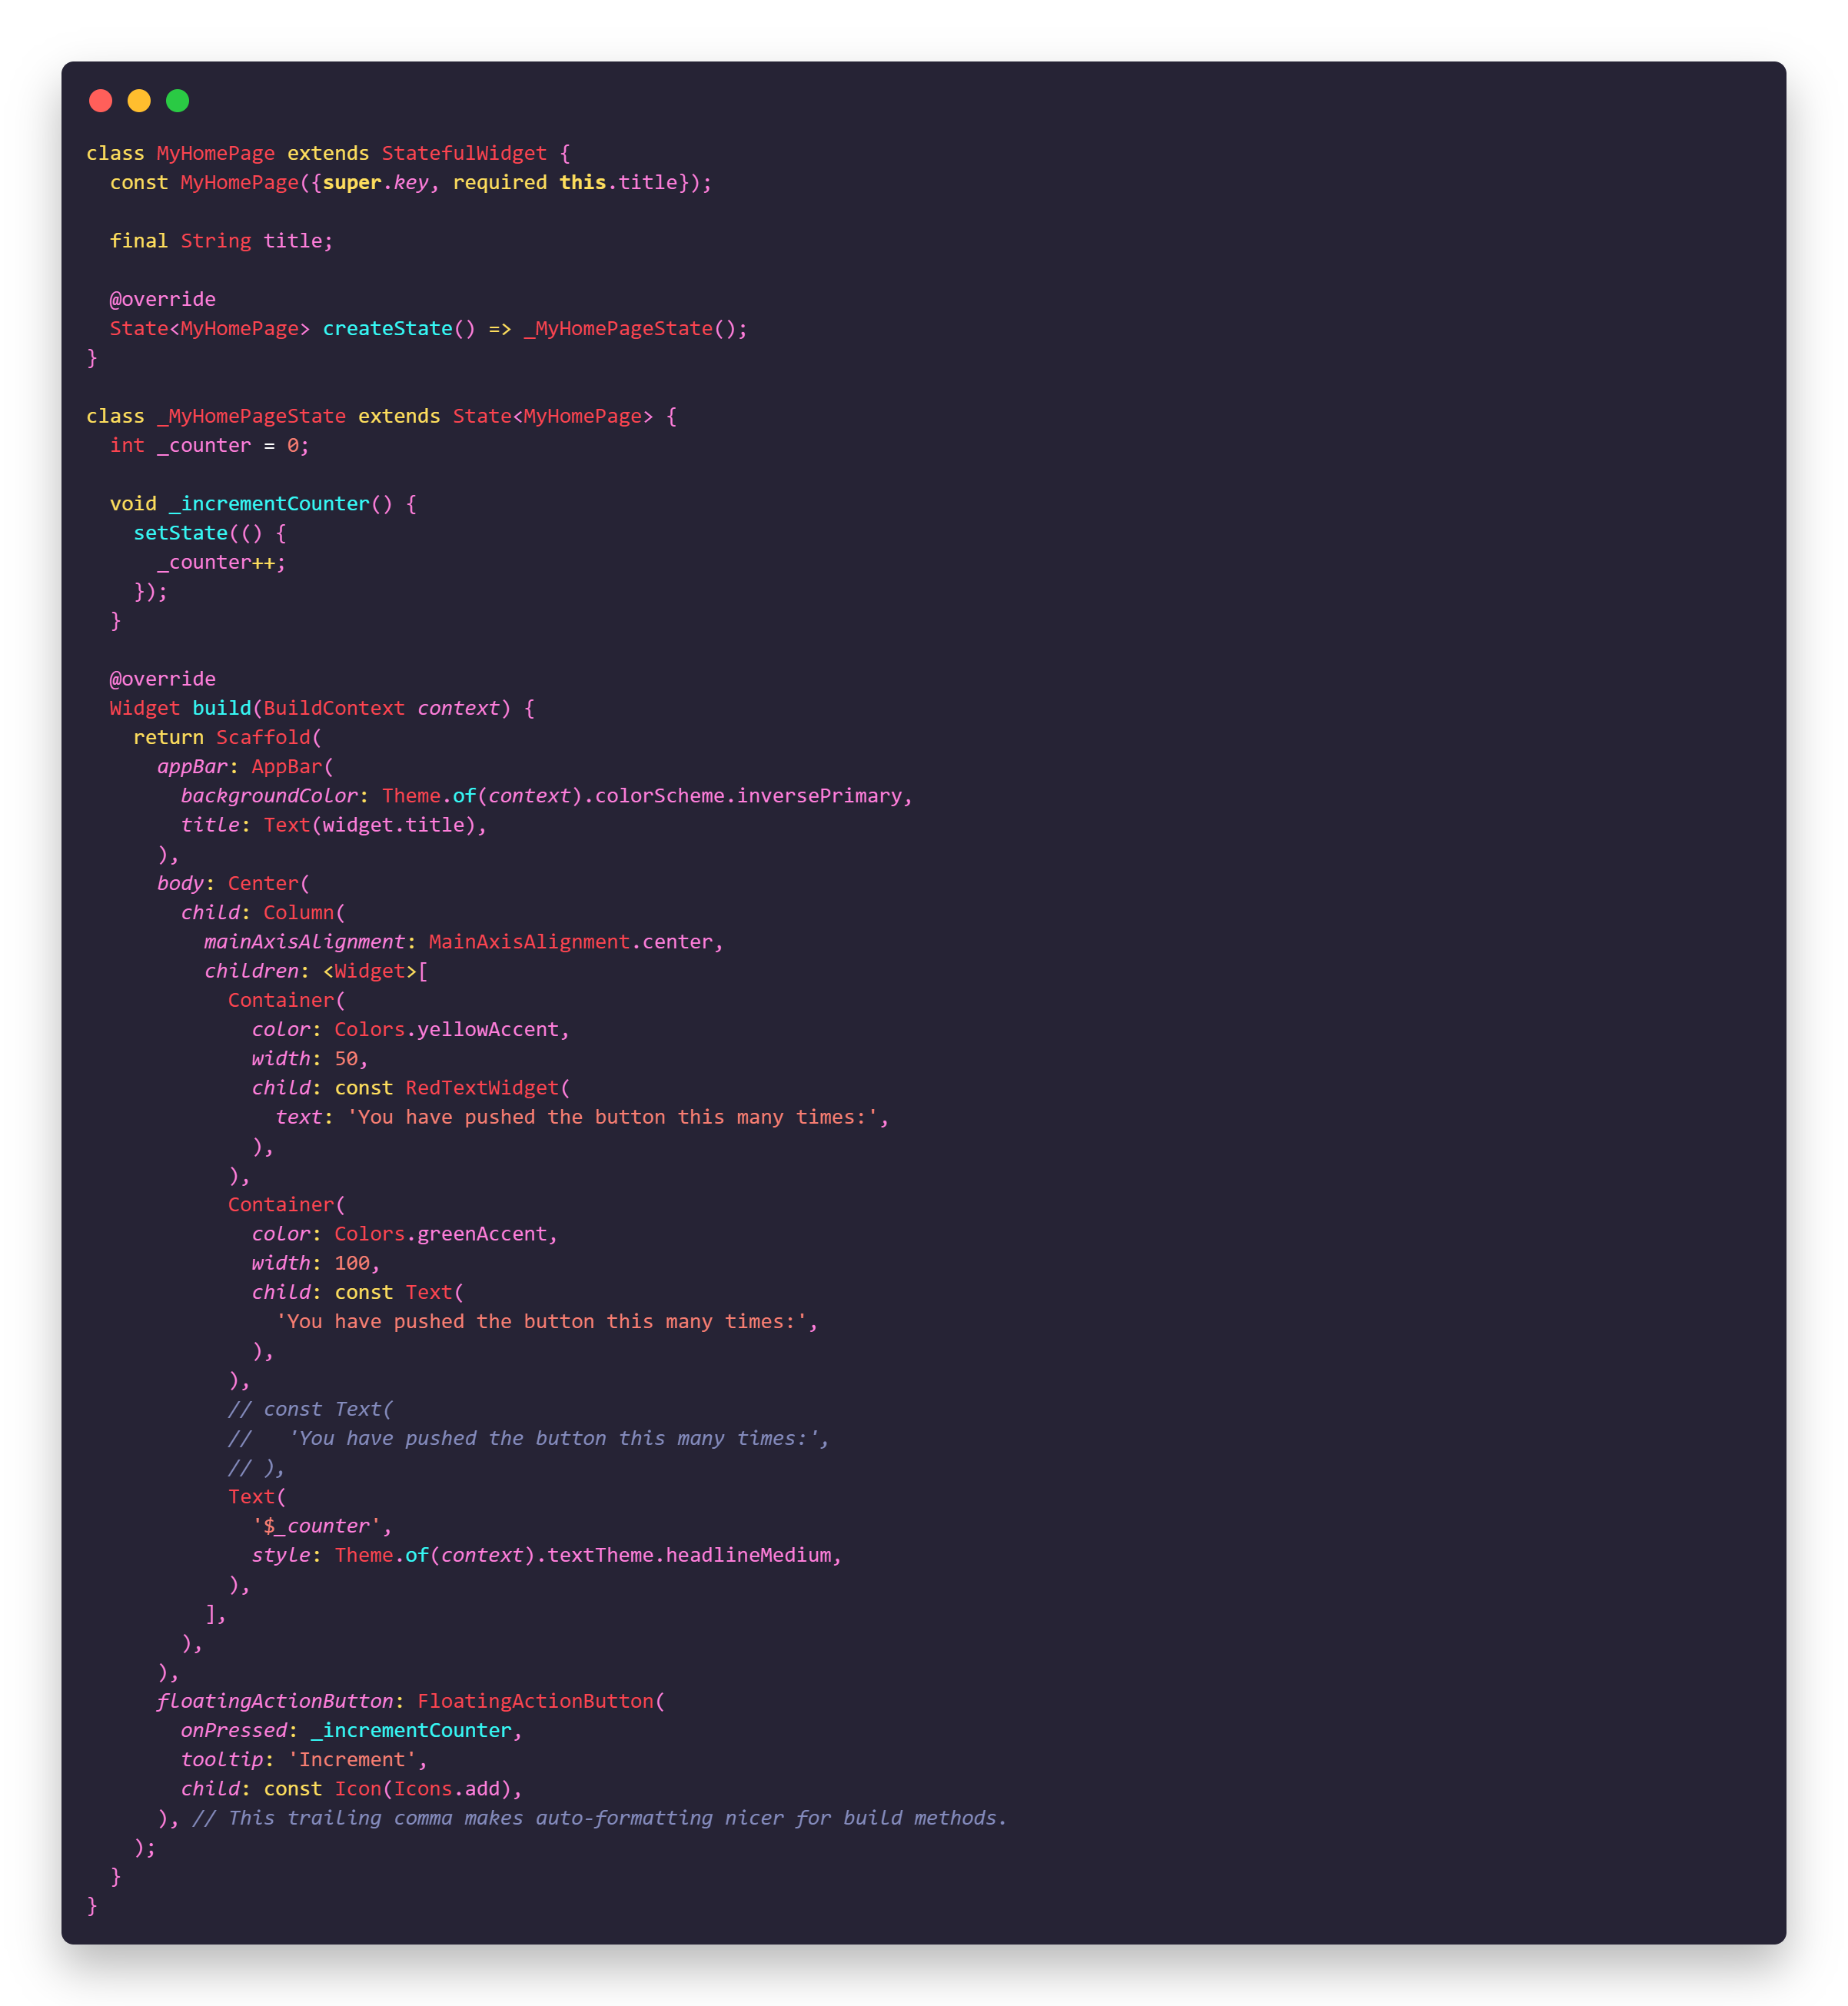 class MyHomePage extends StatefulWidget {
  const MyHomePage({super.key, required this.title});

  final String title;

  @override
  State<MyHomePage> createState() => _MyHomePageState();
}

class _MyHomePageState extends State<MyHomePage> {
  int _counter = 0;

  void _incrementCounter() {
    setState(() {
      _counter++;
    });
  }

  @override
  Widget build(BuildContext context) {
    return Scaffold(
      appBar: AppBar(
        backgroundColor: Theme.of(context).colorScheme.inversePrimary,
        title: Text(widget.title),
      ),
      body: Center(
        child: Column(
          mainAxisAlignment: MainAxisAlignment.center,
          children: <Widget>[
            Container(
              color: Colors.yellowAccent,
              width: 50,
              child: const RedTextWidget(
                text: 'You have pushed the button this many times:',
              ),
            ),
            Container(
              color: Colors.greenAccent,
              width: 100,
              child: const Text(
                'You have pushed the button this many times:',
              ),
            ),
            // const Text(
            //   'You have pushed the button this many times:',
            // ),
            Text(
              '$_counter',
              style: Theme.of(context).textTheme.headlineMedium,
            ),
          ],
        ),
      ),
      floatingActionButton: FloatingActionButton(
        onPressed: _incrementCounter,
        tooltip: 'Increment',
        child: const Icon(Icons.add),
      ), // This trailing comma makes auto-formatting nicer for build methods.
    );
  }
}